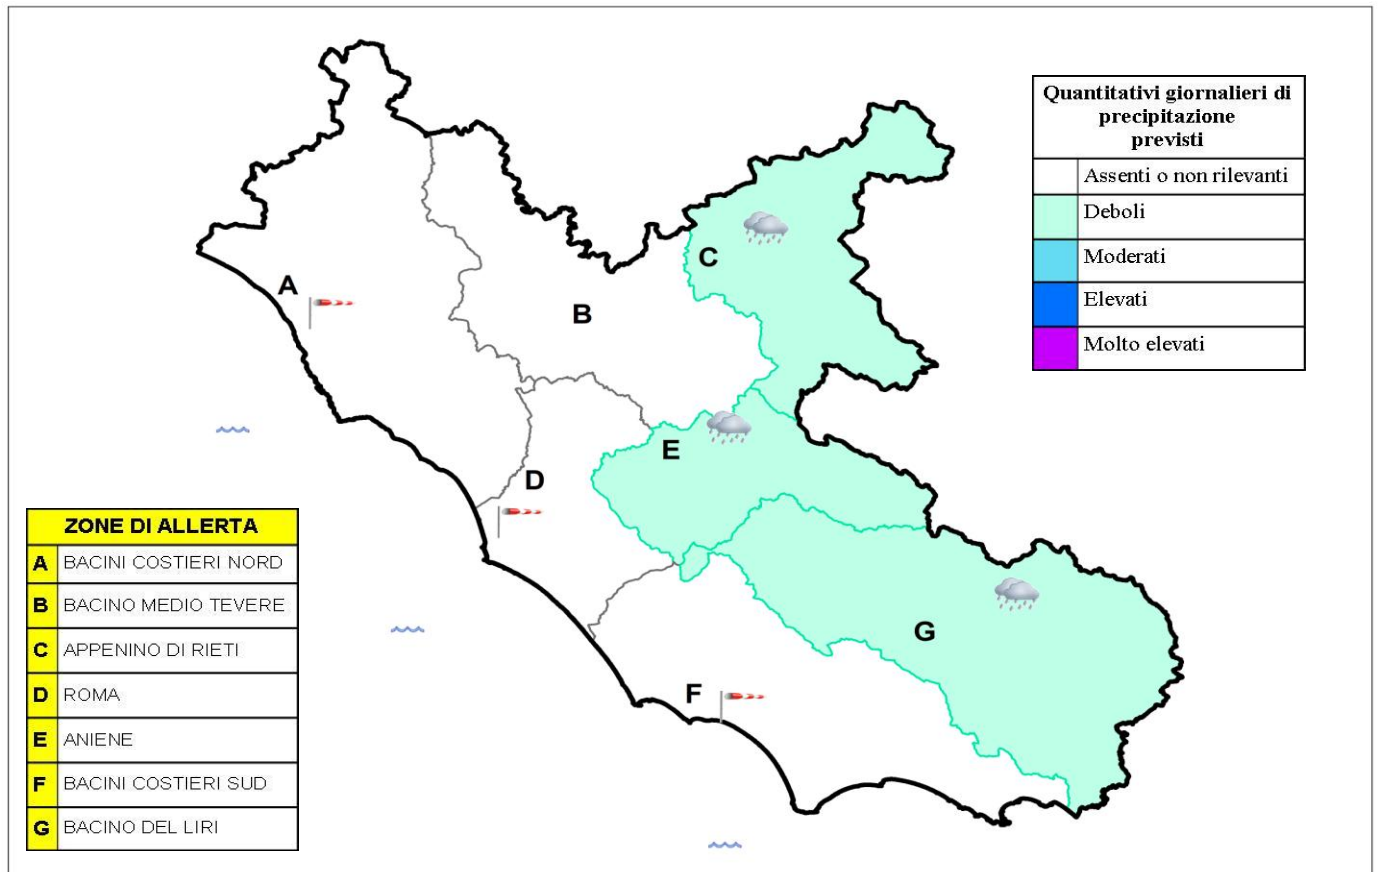 Quantitativi giornalieri di
precipitazione
previsti
Assenti o non rilevanti
Deboli
Moderati
Elevati
Molto elevati
A
B
C
D
E
F
G
ZONE DI ALLERTA
A BACINI COSTIERI NORD
B BACINO MEDIO TEVERE
C APPENINO DI RIETI
D ROMA
E ANIENE
F BACINI COSTIERI SUD
G BACINO DEL LIRI